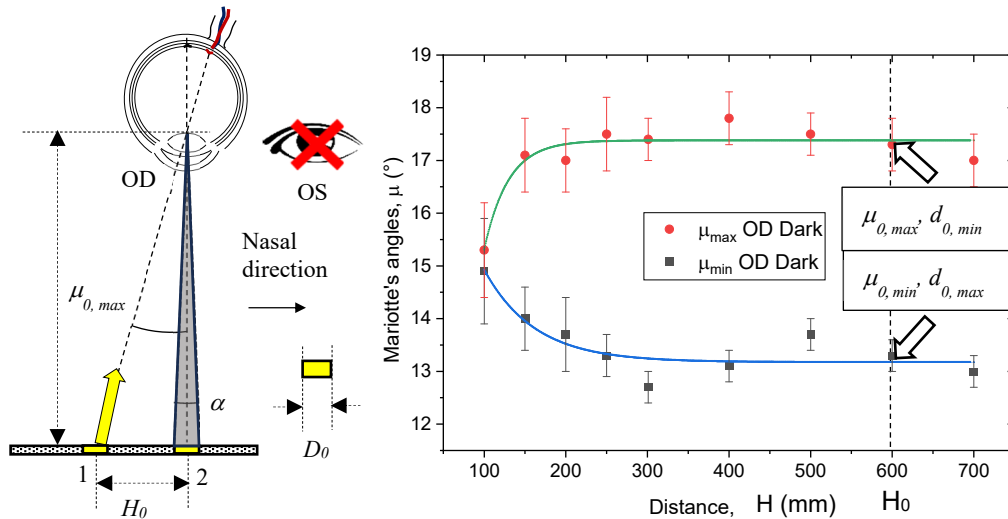 OD
OS
Nasal
direction
μ0, max
α
D0
1
2
H0
19
18
17
16
15
14
13
12
Mariotte's angles, μ (°)
μmax OD Dark
μmin OD Dark
μ0, max, d0, min
μ0, min, d0, max
100
200
300
400
500
600
700
Distance, H (mm)
H0